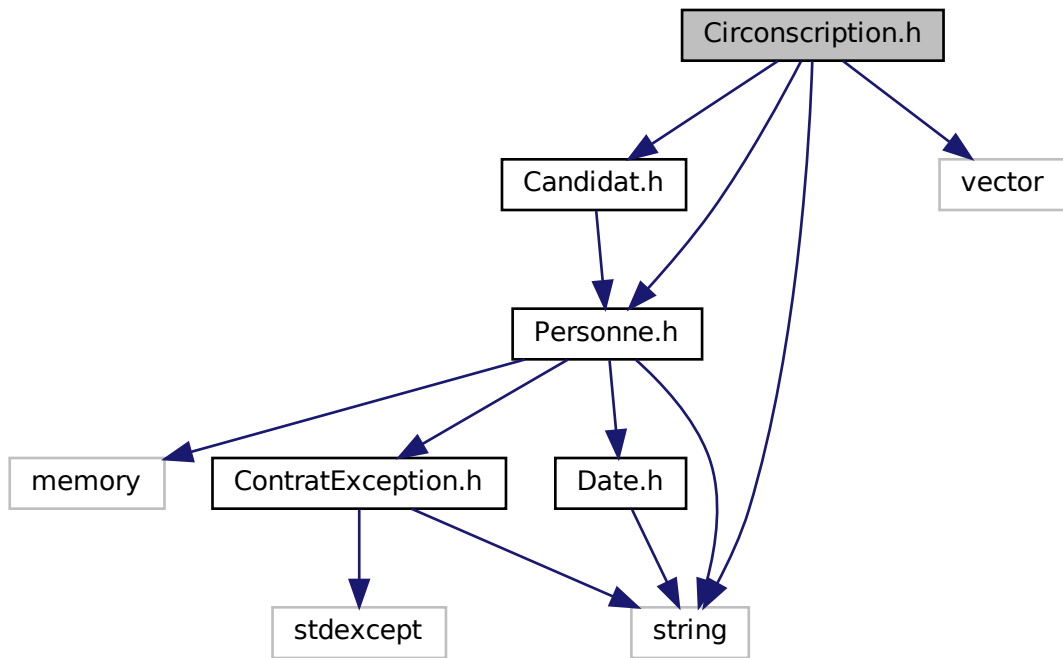 Circonscription.h
Candidat.h
vector
Personne.h
memory
ContratException.h
Date.h
stdexcept
string